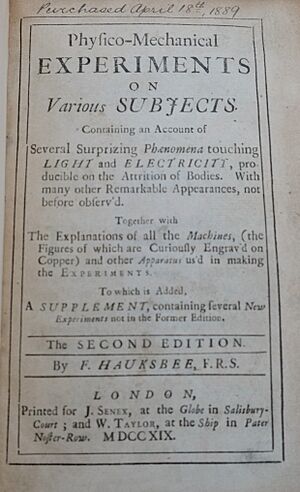 Purchased April 18th, 1889
Phyſico-Mechanical
EXPERIMENTS
ON
Various SUBJECTS.
Containing an Account of
Several Surprizing Phænomena touching
LIGHT and ELECTRICITY, pro-
ducible on the Attrition of Bodies. With
many other Remarkable Appearances, not
before obſerv'd.
Together with
The Explanations of all the Machines, (the
Figures of which are Curiouſly Engrav'd on
Copper) and other Apparatus us'd in making
the EXPERIMENTS.
To which is Added,
A SUPPLEMENT, containing ſeveral New
Experiments not in the Former Edition.
The SECOND EDITION.
By F. HAUKSBEE, F.R.S.
LONDON,
Printed for J. SENEX, at the Globe in Salisbury-
Court; and W. TAYLOR, at the Ship in Pater
Noſter-Row. MDCCXIX.